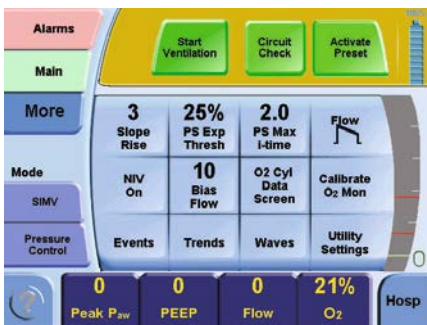 Alarms
Main
More
Mode
SIMV
Pressure
Control
Start
Ventilation
Circuit
Check
Activate
Preset
3
Slope
Rise
25%
PS Exp
Thresh
2.0
PS Max
I-time
Flow
NIV
On
10
Bias
Flow
O2 Cyl
Data
Screen
Calibrate
O2 Mon
Events
Trends
Waves
Utility
Settings
0
?
0
Peak Paw
0
PEEP
0
Flow
21%
O2
Hosp